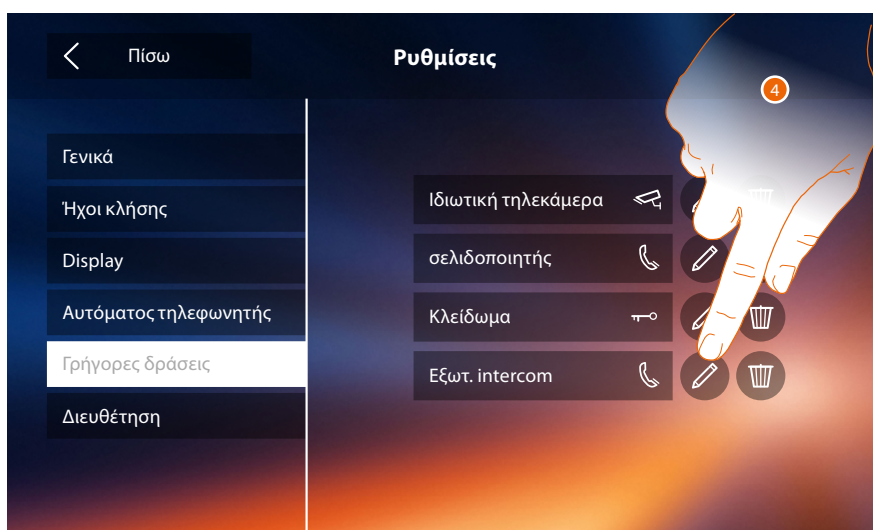 Πίσω
Ρυθμίσεις
4
Γενικά
Ήχοι κλήσης
Display
Αυτόματος τηλεφωνητής
Γρήγορες δράσεις
Διευθέτηση
Ιδιωτική τηλεκάμερα
σελιδοποιητής
Κλείδωμα
Εξωτ. intercom